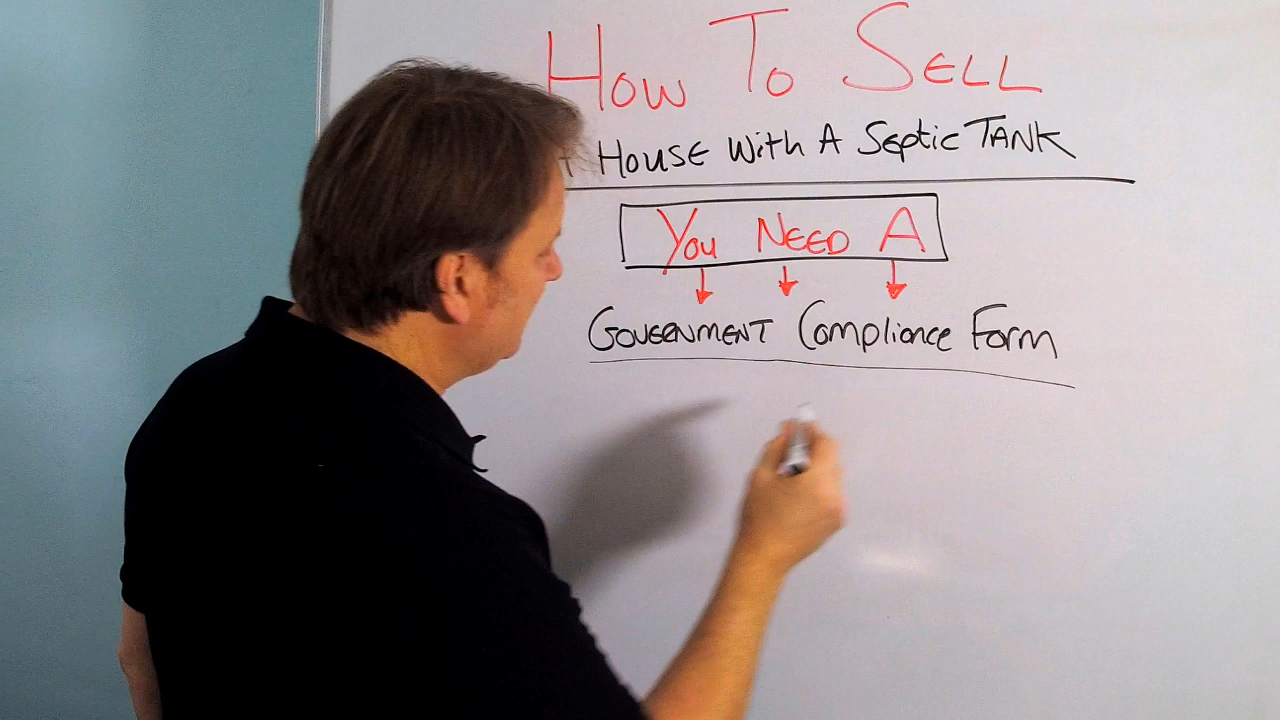 How To SELL
HOUSE With A Septic TANK
You NEED A
GOVERNMENT Compliance Form